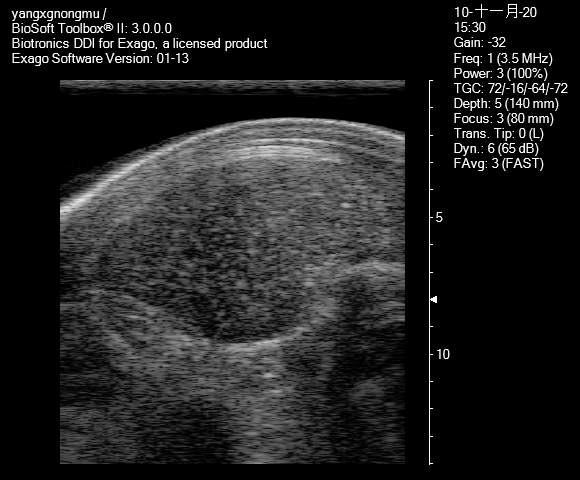 yangxgnongmu /
BioSoft Toolbox® II: 3.0.0.0
Biotronics DDI for Exago, a licensed product
Exago Software Version: 01-13
10-十一月-20
15:30
Gain: -32
Freq: 1 (3.5 MHz)
Power: 3 (100%)
TGC: 72/-16/-64/-72
Depth: 5 (140 mm)
Focus: 3 (80 mm)
Trans. Tip: 0 (L)
Dyn.: 6 (65 dB)
FAvg: 3 (FAST)
5
10